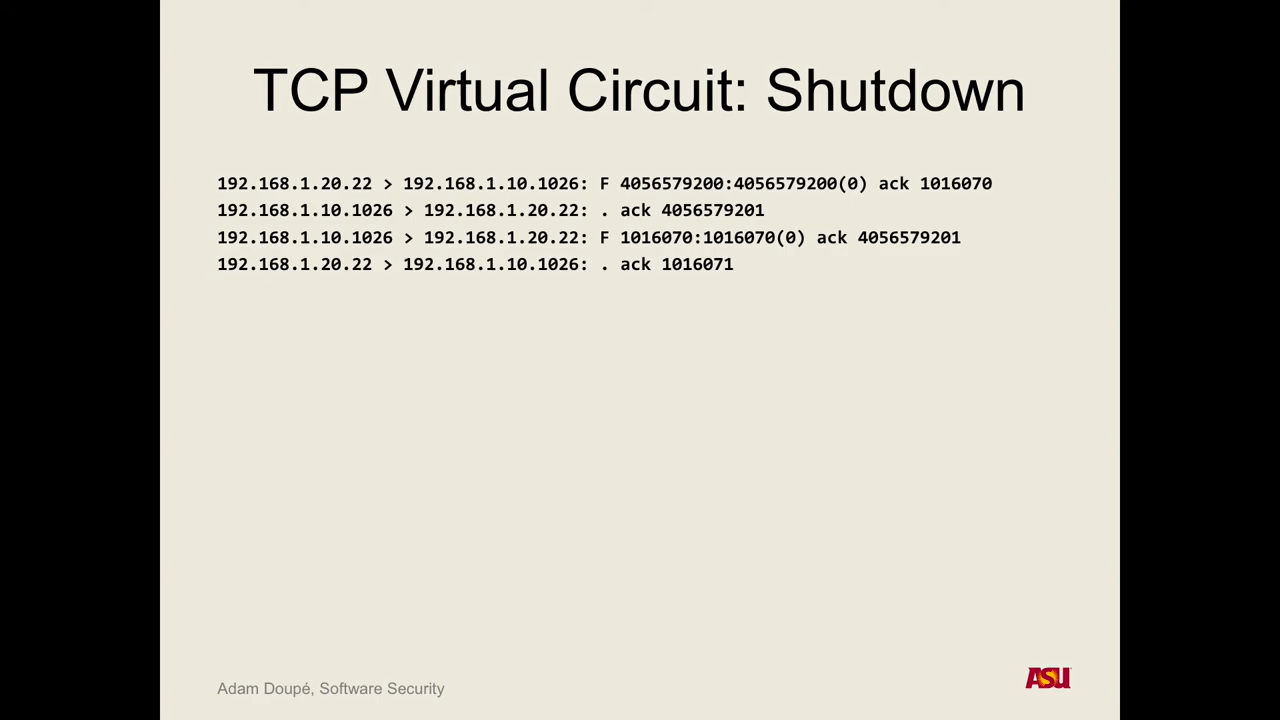 TCP Virtual Circuit: Shutdown
192.168.1.20.22 > 192.168.1.10.1026: F 4056579200:4056579200(0) ack 1016070
192.168.1.10.1026 > 192.168.1.20.22: . ack 4056579201
192.168.1.10.1026 > 192.168.1.20.22: F 1016070:1016070(0) ack 4056579201
192.168.1.20.22 > 192.168.1.10.1026: . ack 1016071
Adam Doupé, Software Security
ASU